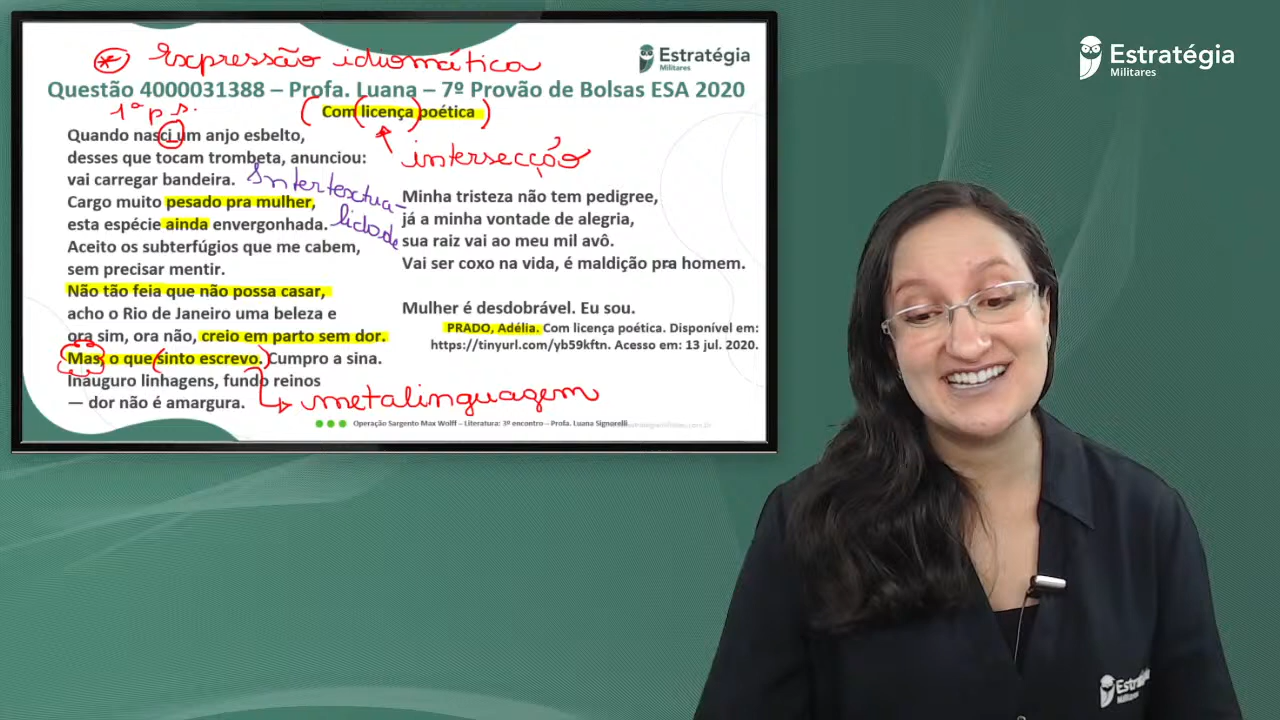 * Expressão idiomática
Estratégia
Militares
Questão 4000031388 – Profa. Luana – 7º Provão de Bolsas ESA 2020
1ª p.s.
Com licença poética
intersecção
Quando nasci um anjo esbelto,
desses que tocam trombeta, anunciou:
vai carregar bandeira.
Cargo muito pesado pra mulher,
esta espécie ainda envergonhada.
Intertextua-
lidade
Aceito os subterfúgios que me cabem,
sem precisar mentir.
Não tão feia que não possa casar,
acho o Rio de Janeiro uma beleza e
ora sim, ora não, creio em parto sem dor.
Mas, o que sinto escrevo. Cumpro a sina.
Inauguro linhagens, fundo reinos
— dor não é amargura.
metalinguagem
Minha tristeza não tem pedigree,
já a minha vontade de alegria,
sua raiz vai ao meu mil avô.
Vai ser coxo na vida, é maldição pra homem.
Mulher é desdobrável. Eu sou.
PRADO, Adélia. Com licença poética. Disponível em:
https://tinyurl.com/yb59kftn. Acesso em: 13 jul. 2020.
Operação Sargento Max Wolff – Literatura: 3º encontro – Profa. Luana Signorelli
Estratégia
Militares
Estratégia
Militares